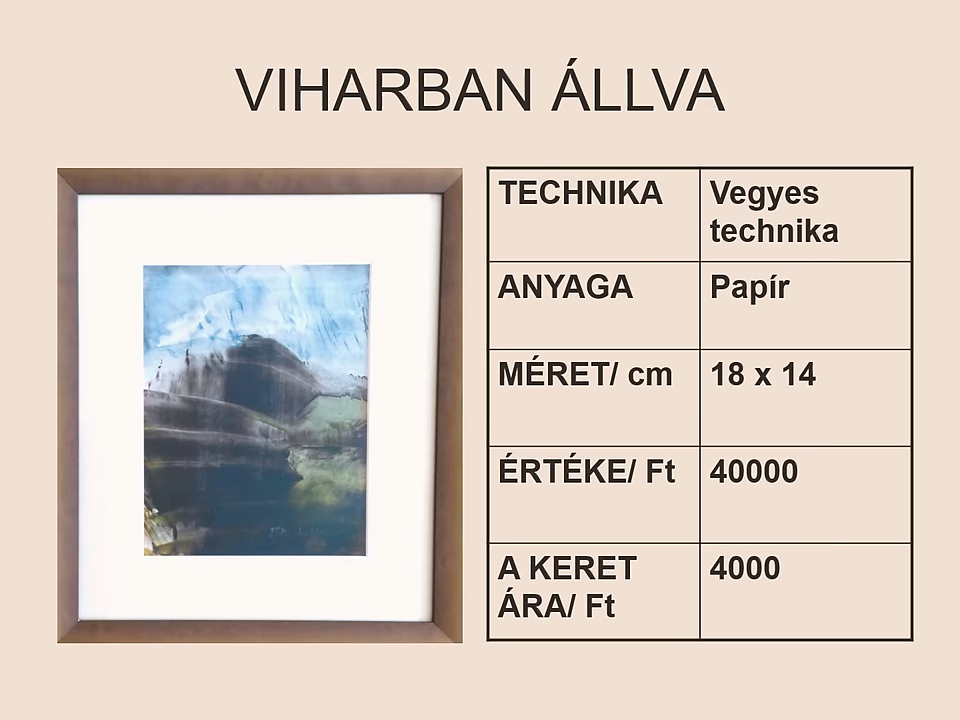 VIHARBAN ÁLLVA
TECHNIKA
Vegyes
technika
ANYAGA
Papír
MÉRET/ cm
18 x 14
ÉRTÉKE/ Ft
40000
A KERET
ÁRA/ Ft
4000